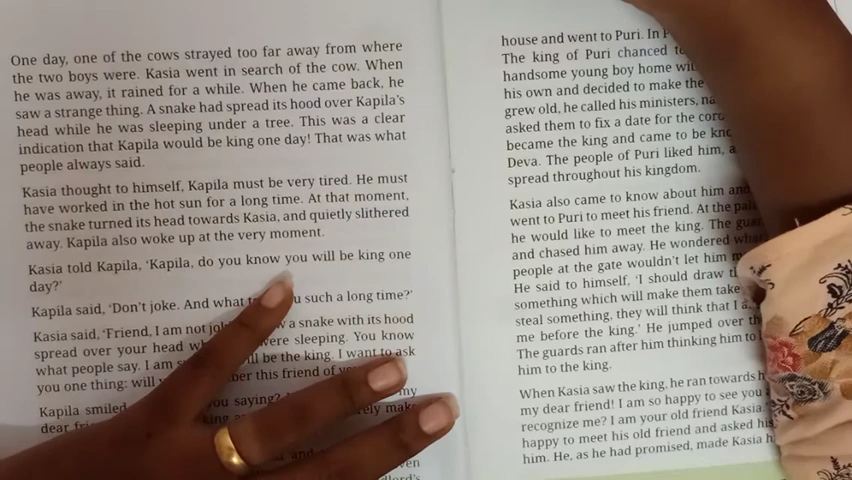 One day, one of the cows strayed too far away from where
the two boys were. Kasia went in search of the cow. When
he was away, it rained for a while. When he came back, he
saw a strange thing. A snake had spread its hood over Kapila's
head while he was sleeping under a tree. This was a clear
indication that Kapila would be king one day! That was what
people always said.
Kasia thought to himself, Kapila must be very tired. He must
have worked in the hot sun for a long time. At that moment,
the snake turned its head towards Kasia, and quietly slithered
away. Kapila also woke up at the very moment.
Kasia told Kapila, 'Kapila, do you know you will be king one
day?'
Kapila said, 'Don't joke. And what such a long time?'
Kasia said, 'Friend, I am not a snake with its hood
spread over your head were sleeping. You know
what people say. I am be the king. I want to ask
you one thing: will this friend of
Kapila smiled you saying? my
dear king make
house and went to Puri. In
The king of Puri chanced
handsome young boy home
his own and decided to make the
grew old, he called his ministers,
asked them to fix a date for the
became the king and came to be
Deva. The people of Puri liked him,
spread throughout his kingdom.
Kasia also came to know about him and
went to Puri to meet his friend. At the
he would like to meet the king. The
and chased him away. He wondered
people at the gate wouldn't let him
He said to himself, 'I should draw
something which will make them take
steal something, they will think that I
me before the king.' He jumped over
The guards ran after him thinking him to
him to the king.
When Kasia saw the king, he ran towards
my dear friend! I am so happy to see you
recognize me? I am your old friend Kasia.
happy to meet his old friend and asked his
him. He, as he had promised, made Kasia